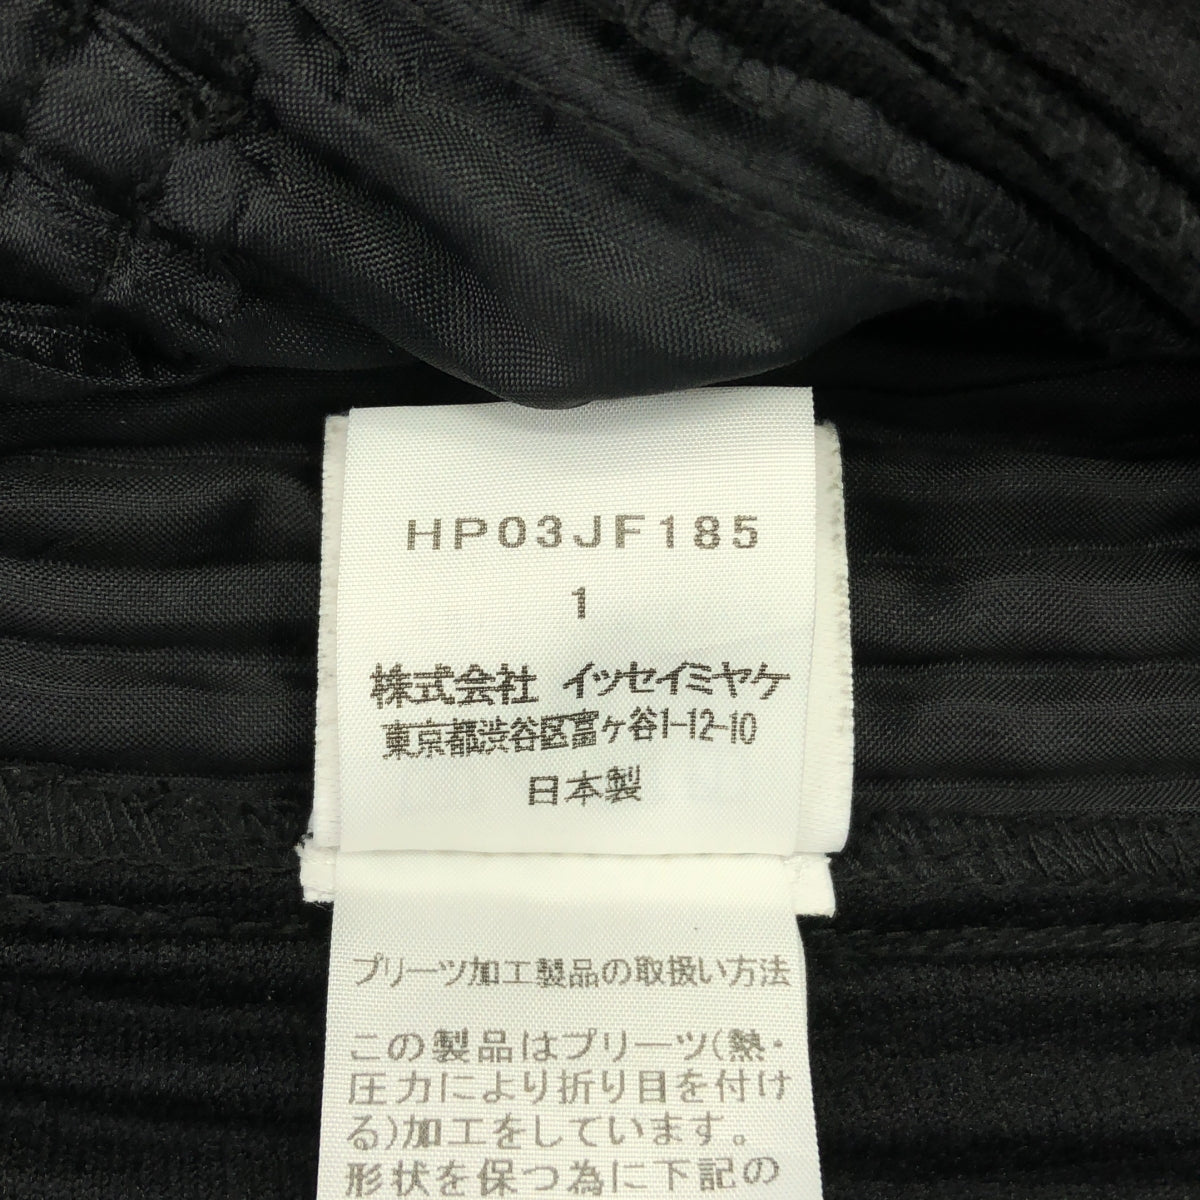 HP03JF185
1
株式会社 イッセイミヤケ
東京都渋谷区富ヶ谷1-12-10
日本製
プリーツ加工製品の取扱い方法
この製品はプリーツ(熱・
圧力により折り目を付け
る)加工をしています。
形状を保つ為に下記の